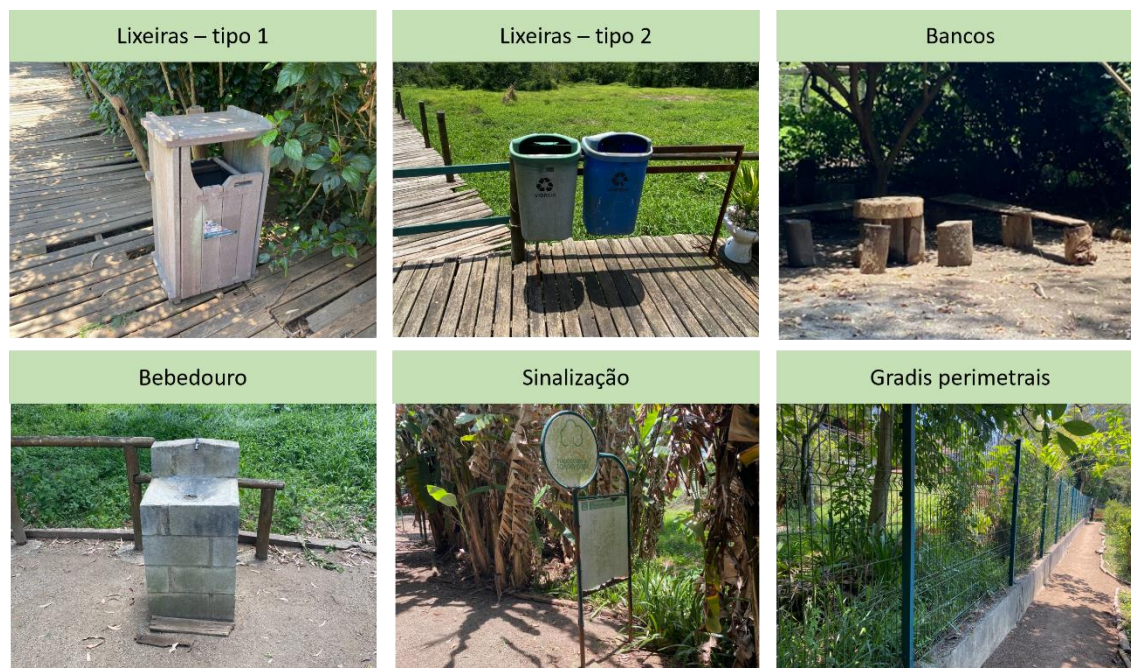 Lixeiras – tipo 1
Lixeiras – tipo 2
Bancos
Bebedouro
Sinalização
Gradis perimetrais